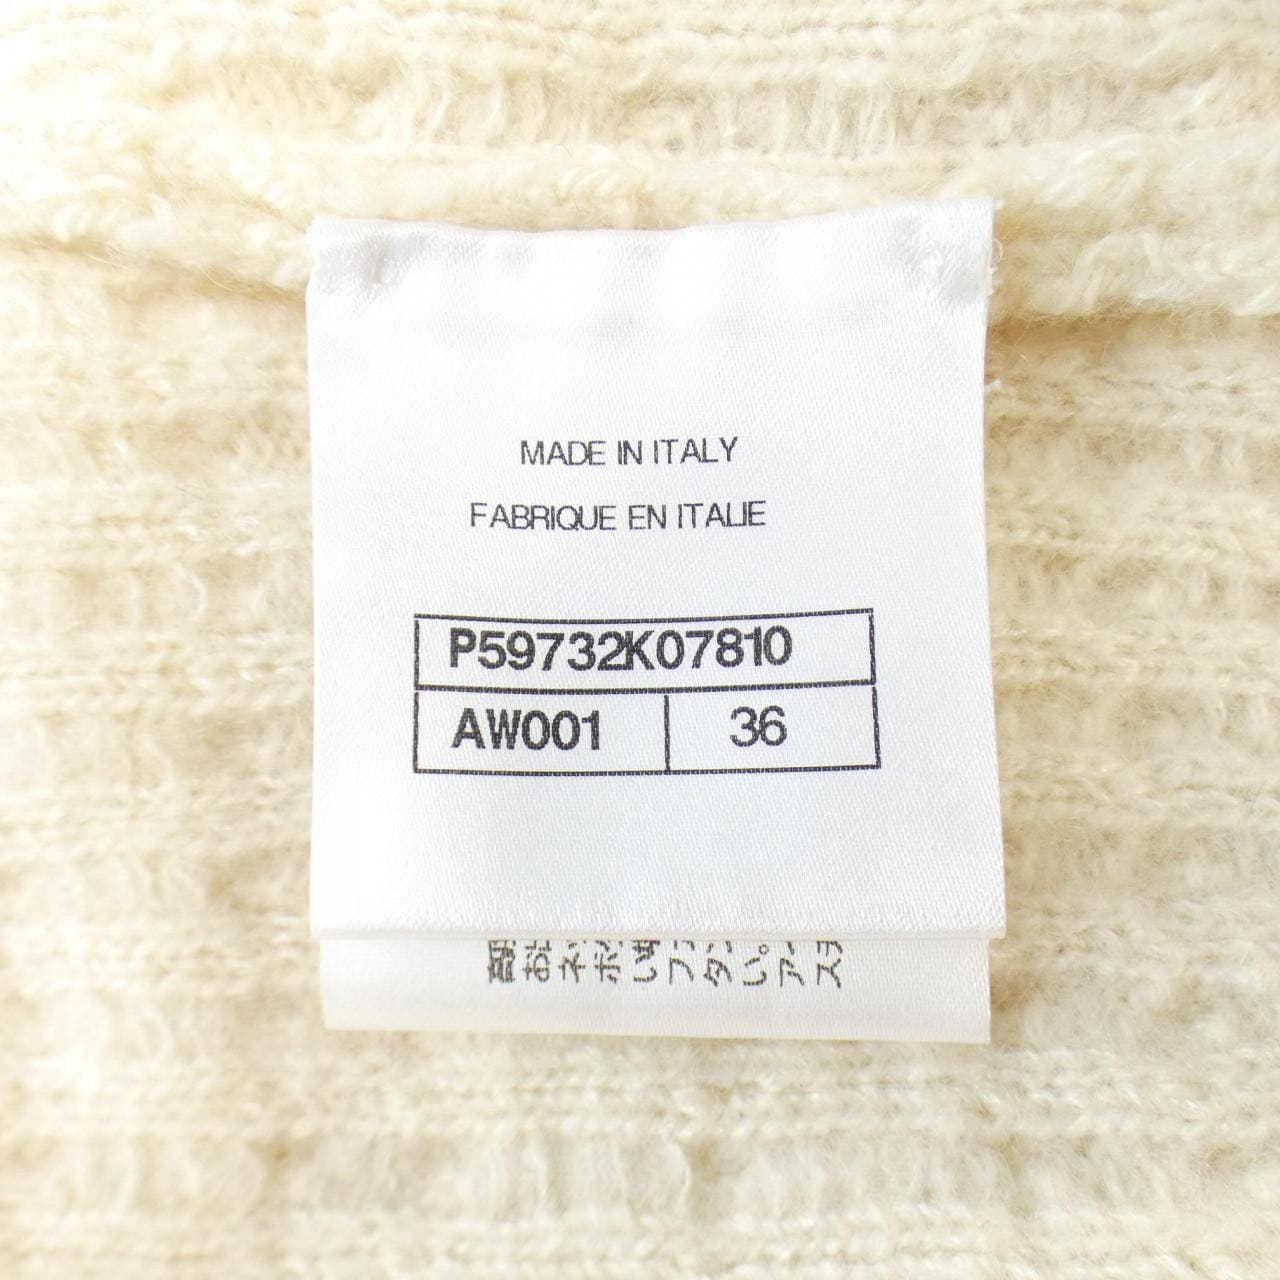 MADE IN ITALY
FABRIQUE EN ITALIE
P59732K07810
AW001 36